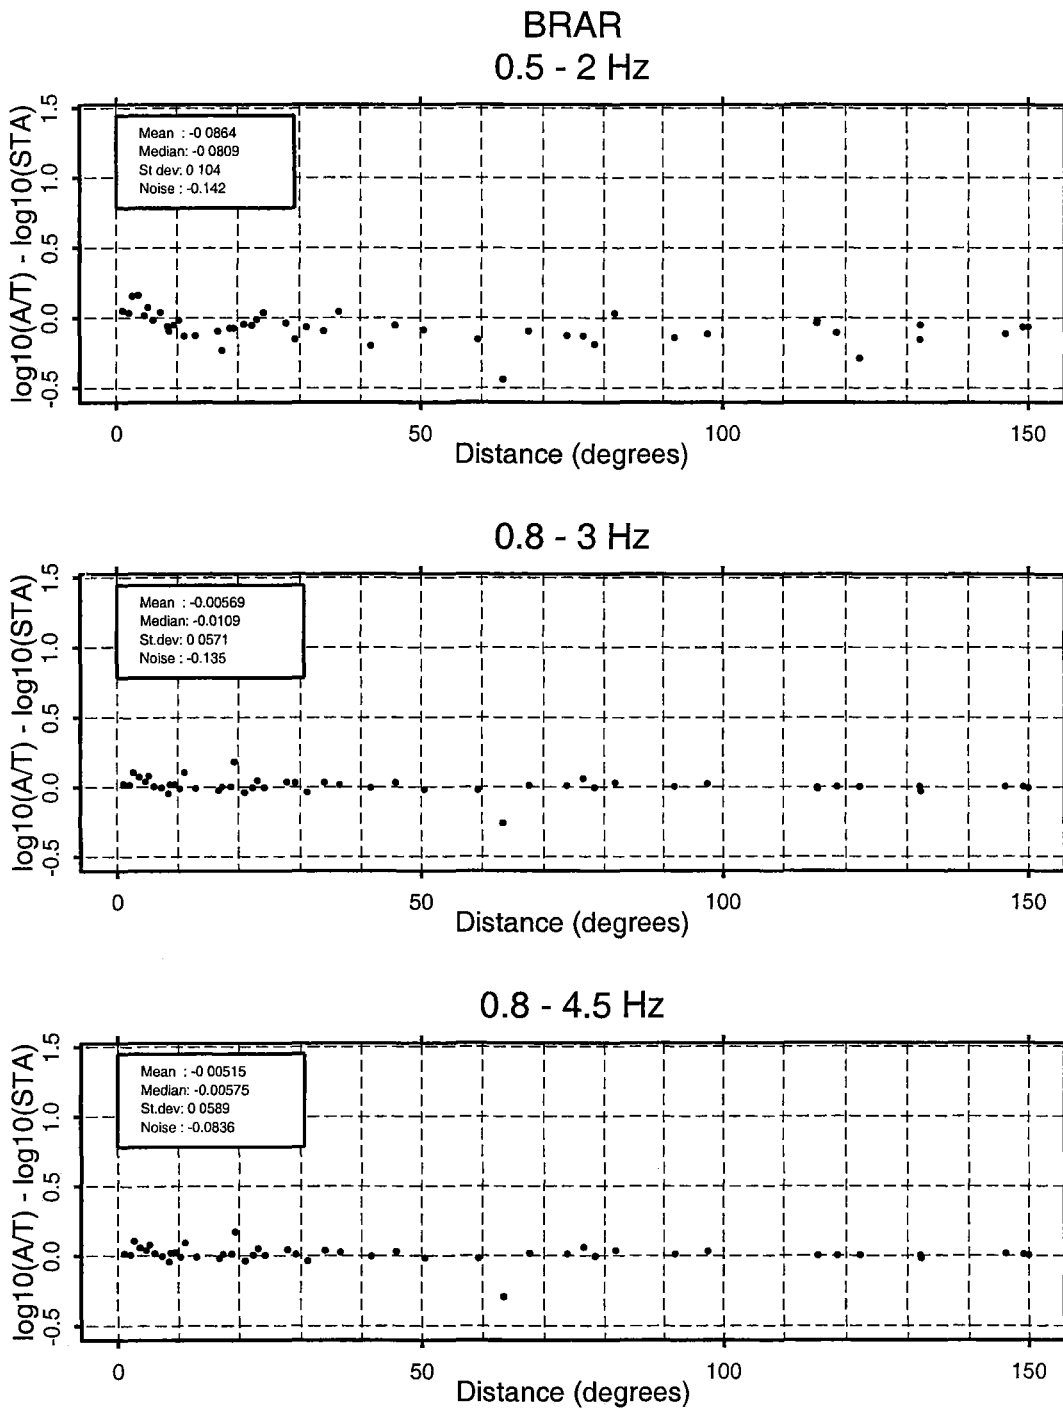 BRAR
0.5 - 2 Hz
log10(A/T) - log10(STA)
1.5
1.0
0.5
0.0
-0.5
Mean : -0 0864
Median: -0 0809
St dev: 0 104
Noise : -0.142
0 50 100 150
Distance (degrees)
0.8 - 3 Hz
log10(A/T) - log10(STA)
1.5
1.0
0.5
0.0
-0.5
Mean : -0.00569
Median: -0.0109
St.dev: 0 0571
Noise : -0.135
0 50 100 150
Distance (degrees)
0.8 - 4.5 Hz
log10(A/T) - log10(STA)
1.5
1.0
0.5
0.0
-0.5
Mean : -0 00515
Median: -0.00575
St.dev: 0 0589
Noise : -0.0836
0 50 100 150
Distance (degrees)